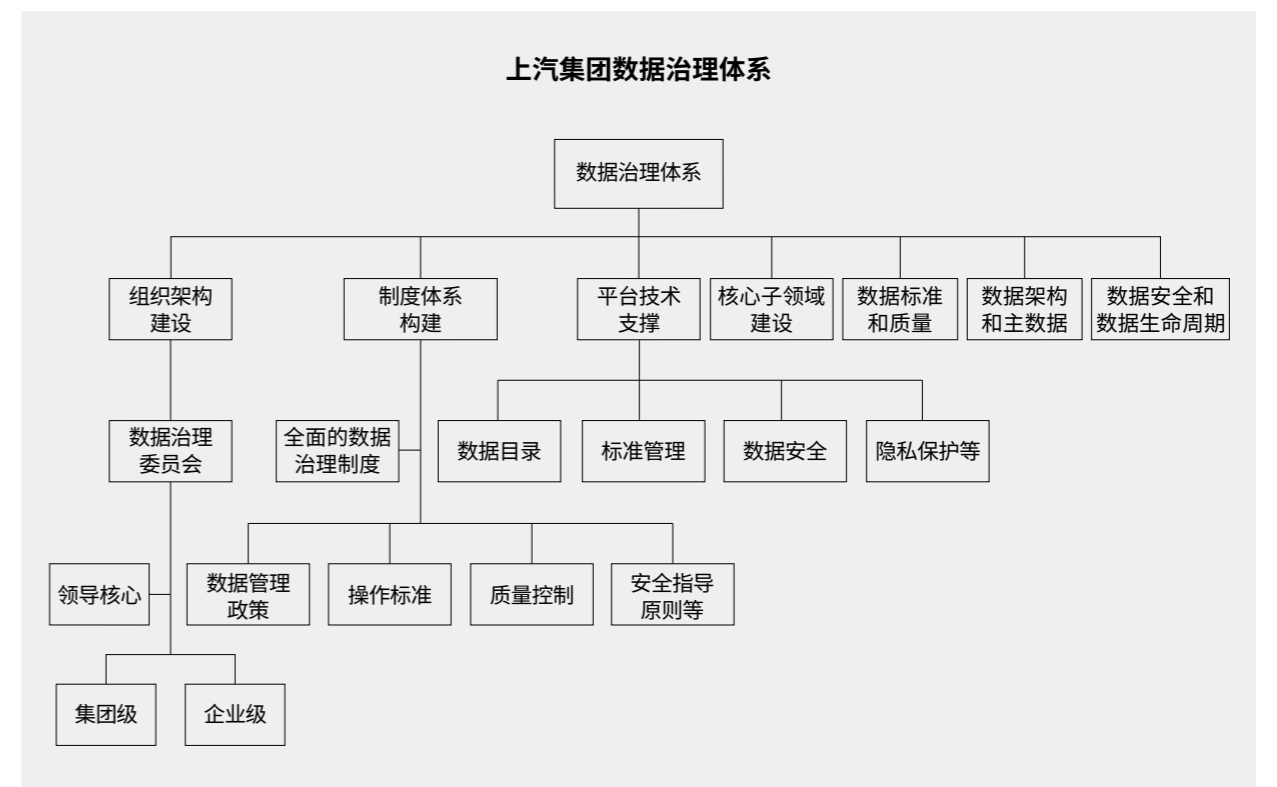 上汽集团数据治理体系
数据治理体系
组织架构
建设
制度体系
构建
平台技术
支撑
核心子领域
建设
数据标准
和质量
数据架构
和主数据
数据安全和
数据生命周期
数据治理
委员会
全面的数据
治理制度
数据目录
标准管理
数据安全
隐私保护等
领导核心
数据管理
政策
操作标准
质量控制
安全指导
原则等
集团级
企业级